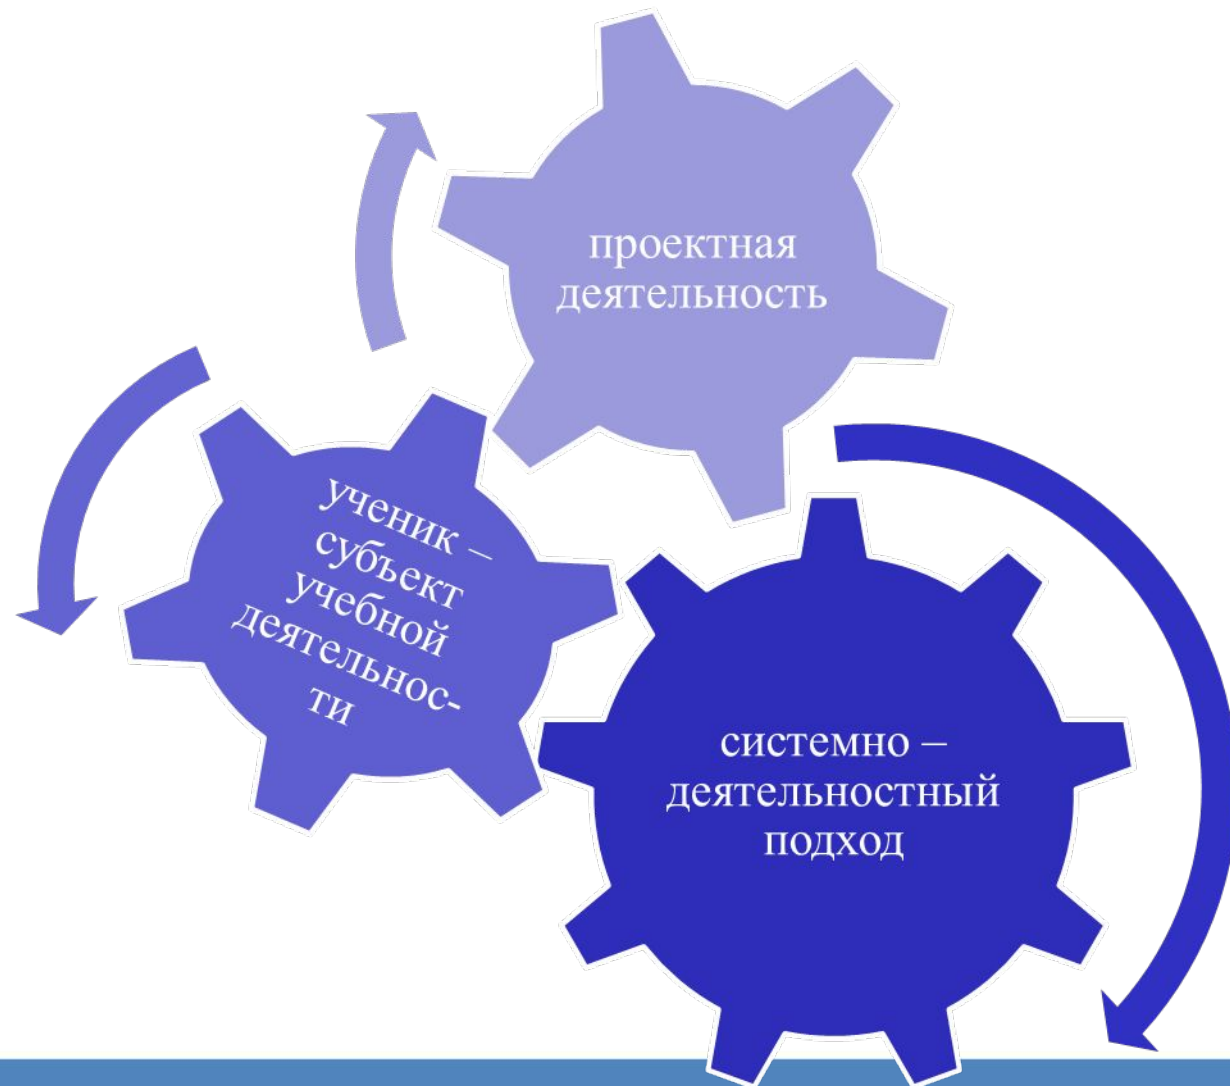 проектная
деятельность
ученик –
субъект
учебной
деятельнос-
ти
системно –
деятельностный
подход